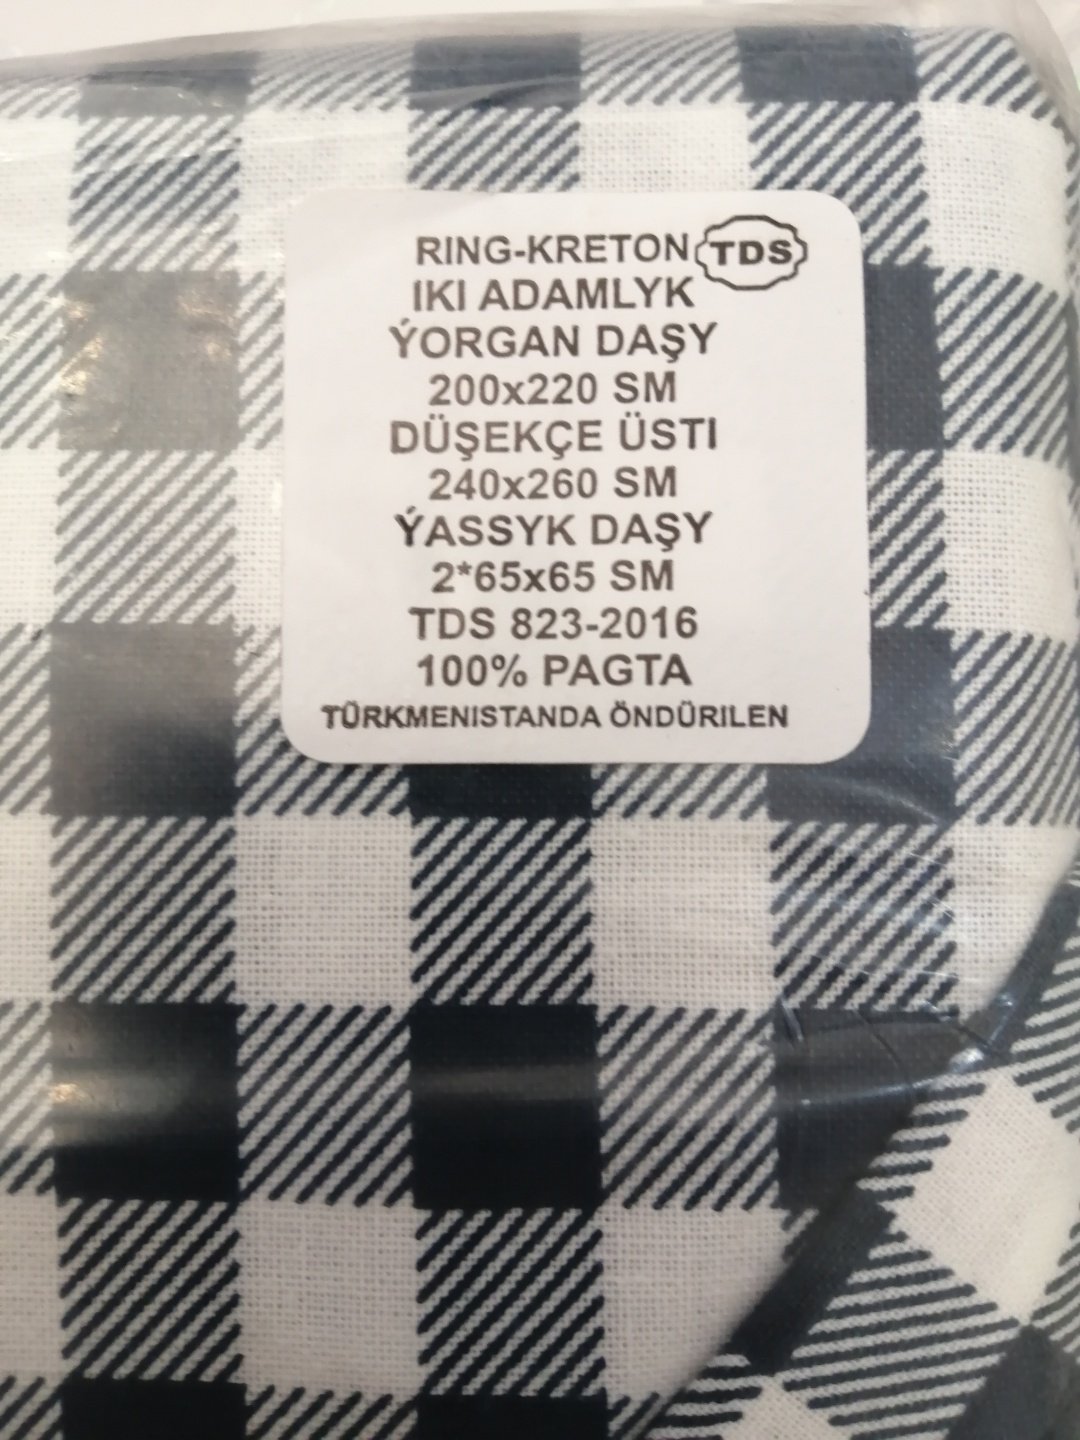 RING-KRETON TDS
IKI ADAMLYK
ÝORGAN DAŞY
200x220 SM
DÜŞEKÇE ÜSTI
240x260 SM
ÝASSYK DAŞY
2*65x65 SM
TDS 823-2016
100% PAGTA
TÜRKMENISTANDA ÖNDÜRILEN